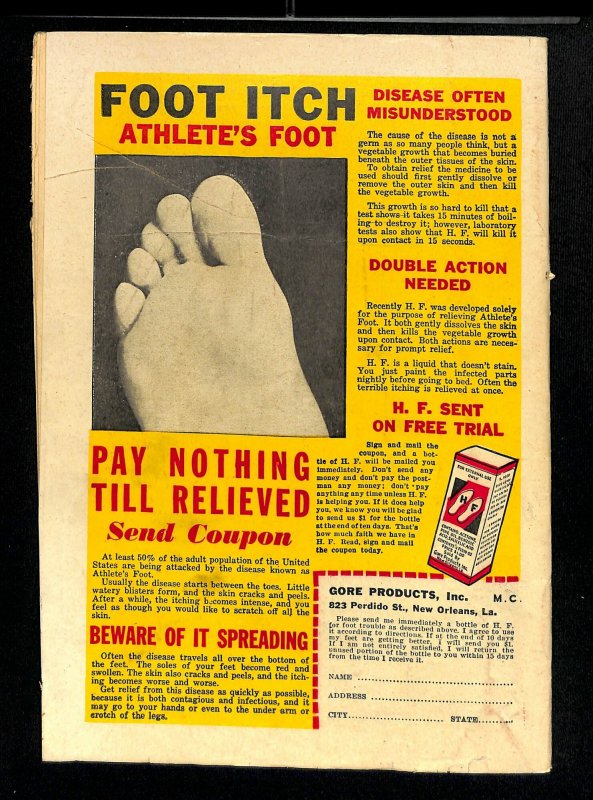 FOOT ITCH
ATHLETE'S FOOT
PAY NOTHING
TILL RELIEVED
Send Coupon
At least 50% of the adult population of the United
States are being attacked by the disease known as
Athlete's Foot.
Usually the disease starts between the toes. Little
watery blisters form, and the skin cracks and peels.
After a while, the itching becomes intense, and you
feel as though you would like to scratch off all the
skin.
BEWARE OF IT SPREADING
Often the disease travels all over the bottom of
the feet. The soles of your feet become red and
swollen. The skin also cracks and peels, and the itch-
ing becomes worse and worse.
Get relief from this disease as quickly as possible,
because it is both contagious and infectious, and it
may go to your hands or even to the under arm or
crotch of the legs.
DISEASE OFTEN
MISUNDERSTOOD
The cause of the disease is not a
germ as so many people think, but a
vegetable growth that becomes buried
beneath the outer tissues of the skin.
To obtain relief the medicine to be
used should first gently dissolve or
remove the outer skin and then kill
the vegetable growth.
This growth is so hard to kill that a
test shows it takes 15 minutes of boil-
ing to destroy it; however, laboratory
tests also show that H. F. will kill it
upon contact in 15 seconds.
DOUBLE ACTION
NEEDED
Recently H. F. was developed solely
for the purpose of relieving Athlete's
Foot. It both gently dissolves the skin
and then kills the vegetable growth
upon contact. Both actions are neces-
sary for prompt relief.
H. F. is a liquid that doesn't stain.
You just paint the infected parts
nightly before going to bed. Often the
terrible itching is relieved at once.
H. F. SENT
ON FREE TRIAL
Sign and mail the
coupon, and a bot-
tle of H. F. will be mailed you
immediately. Don't send any
money and don't pay the post-
man any money; don't pay
anything any time unless H. F.
is helping you. If it does help
you, we know you will be glad
to send us $1 for the bottle
at the end of ten days. That's
how much faith we have in
H. F. Read, sign and mail
the coupon today.
FOR EXTERNAL USE
ONLY
H F
GORE PRODUCTS, Inc. M.C.
823 Perdido St., New Orleans, La.
Please send me immediately a bottle of H. F.
for foot trouble as described above. I agree to use
it according to directions. If at the end of 10 days
my feet are getting better, I will send you $1.
If I am not entirely satisfied, I will return the
unused portion of the bottle to you within 15 days
from the time I receive it.
NAME
ADDRESS
CITY STATE